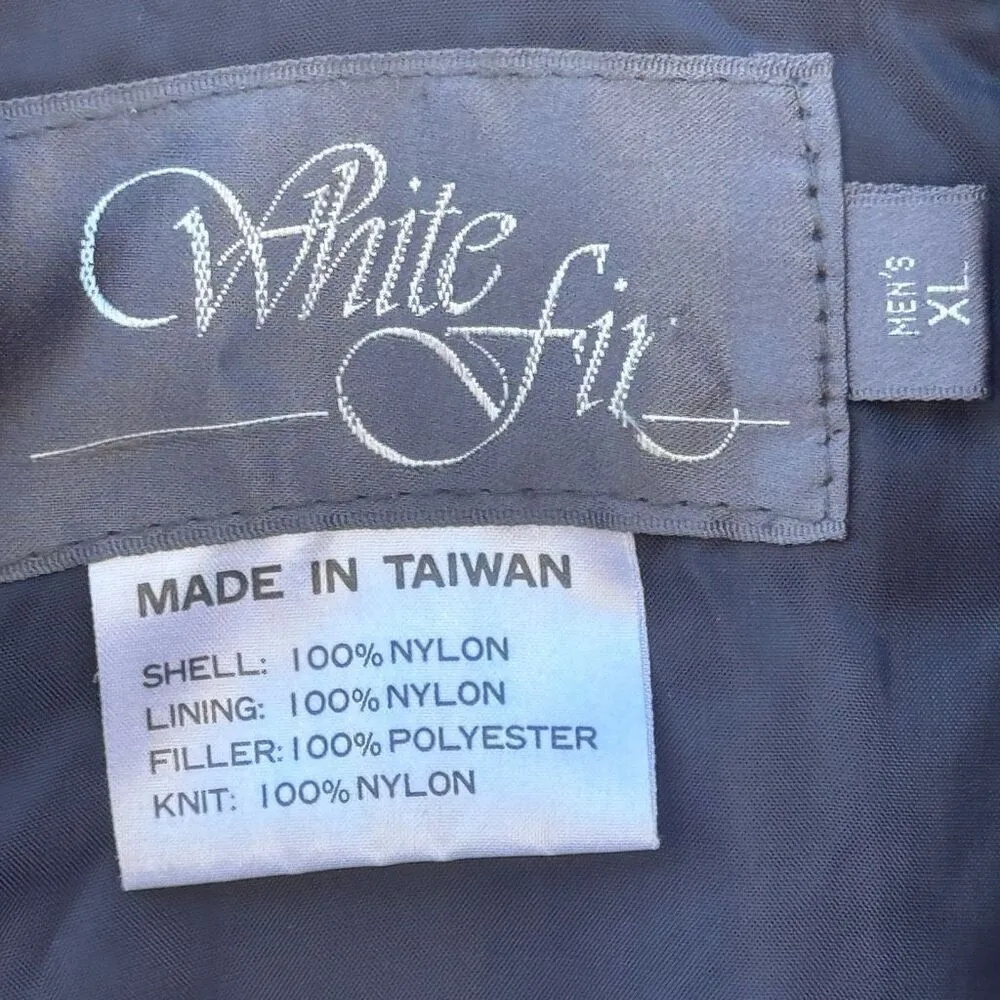 White
Fir
MEN'S
XL
MADE IN TAIWAN
SHELL: 100% NYLON
LINING: 100% NYLON
FILLER: 100% POLYESTER
KNIT: 100% NYLON